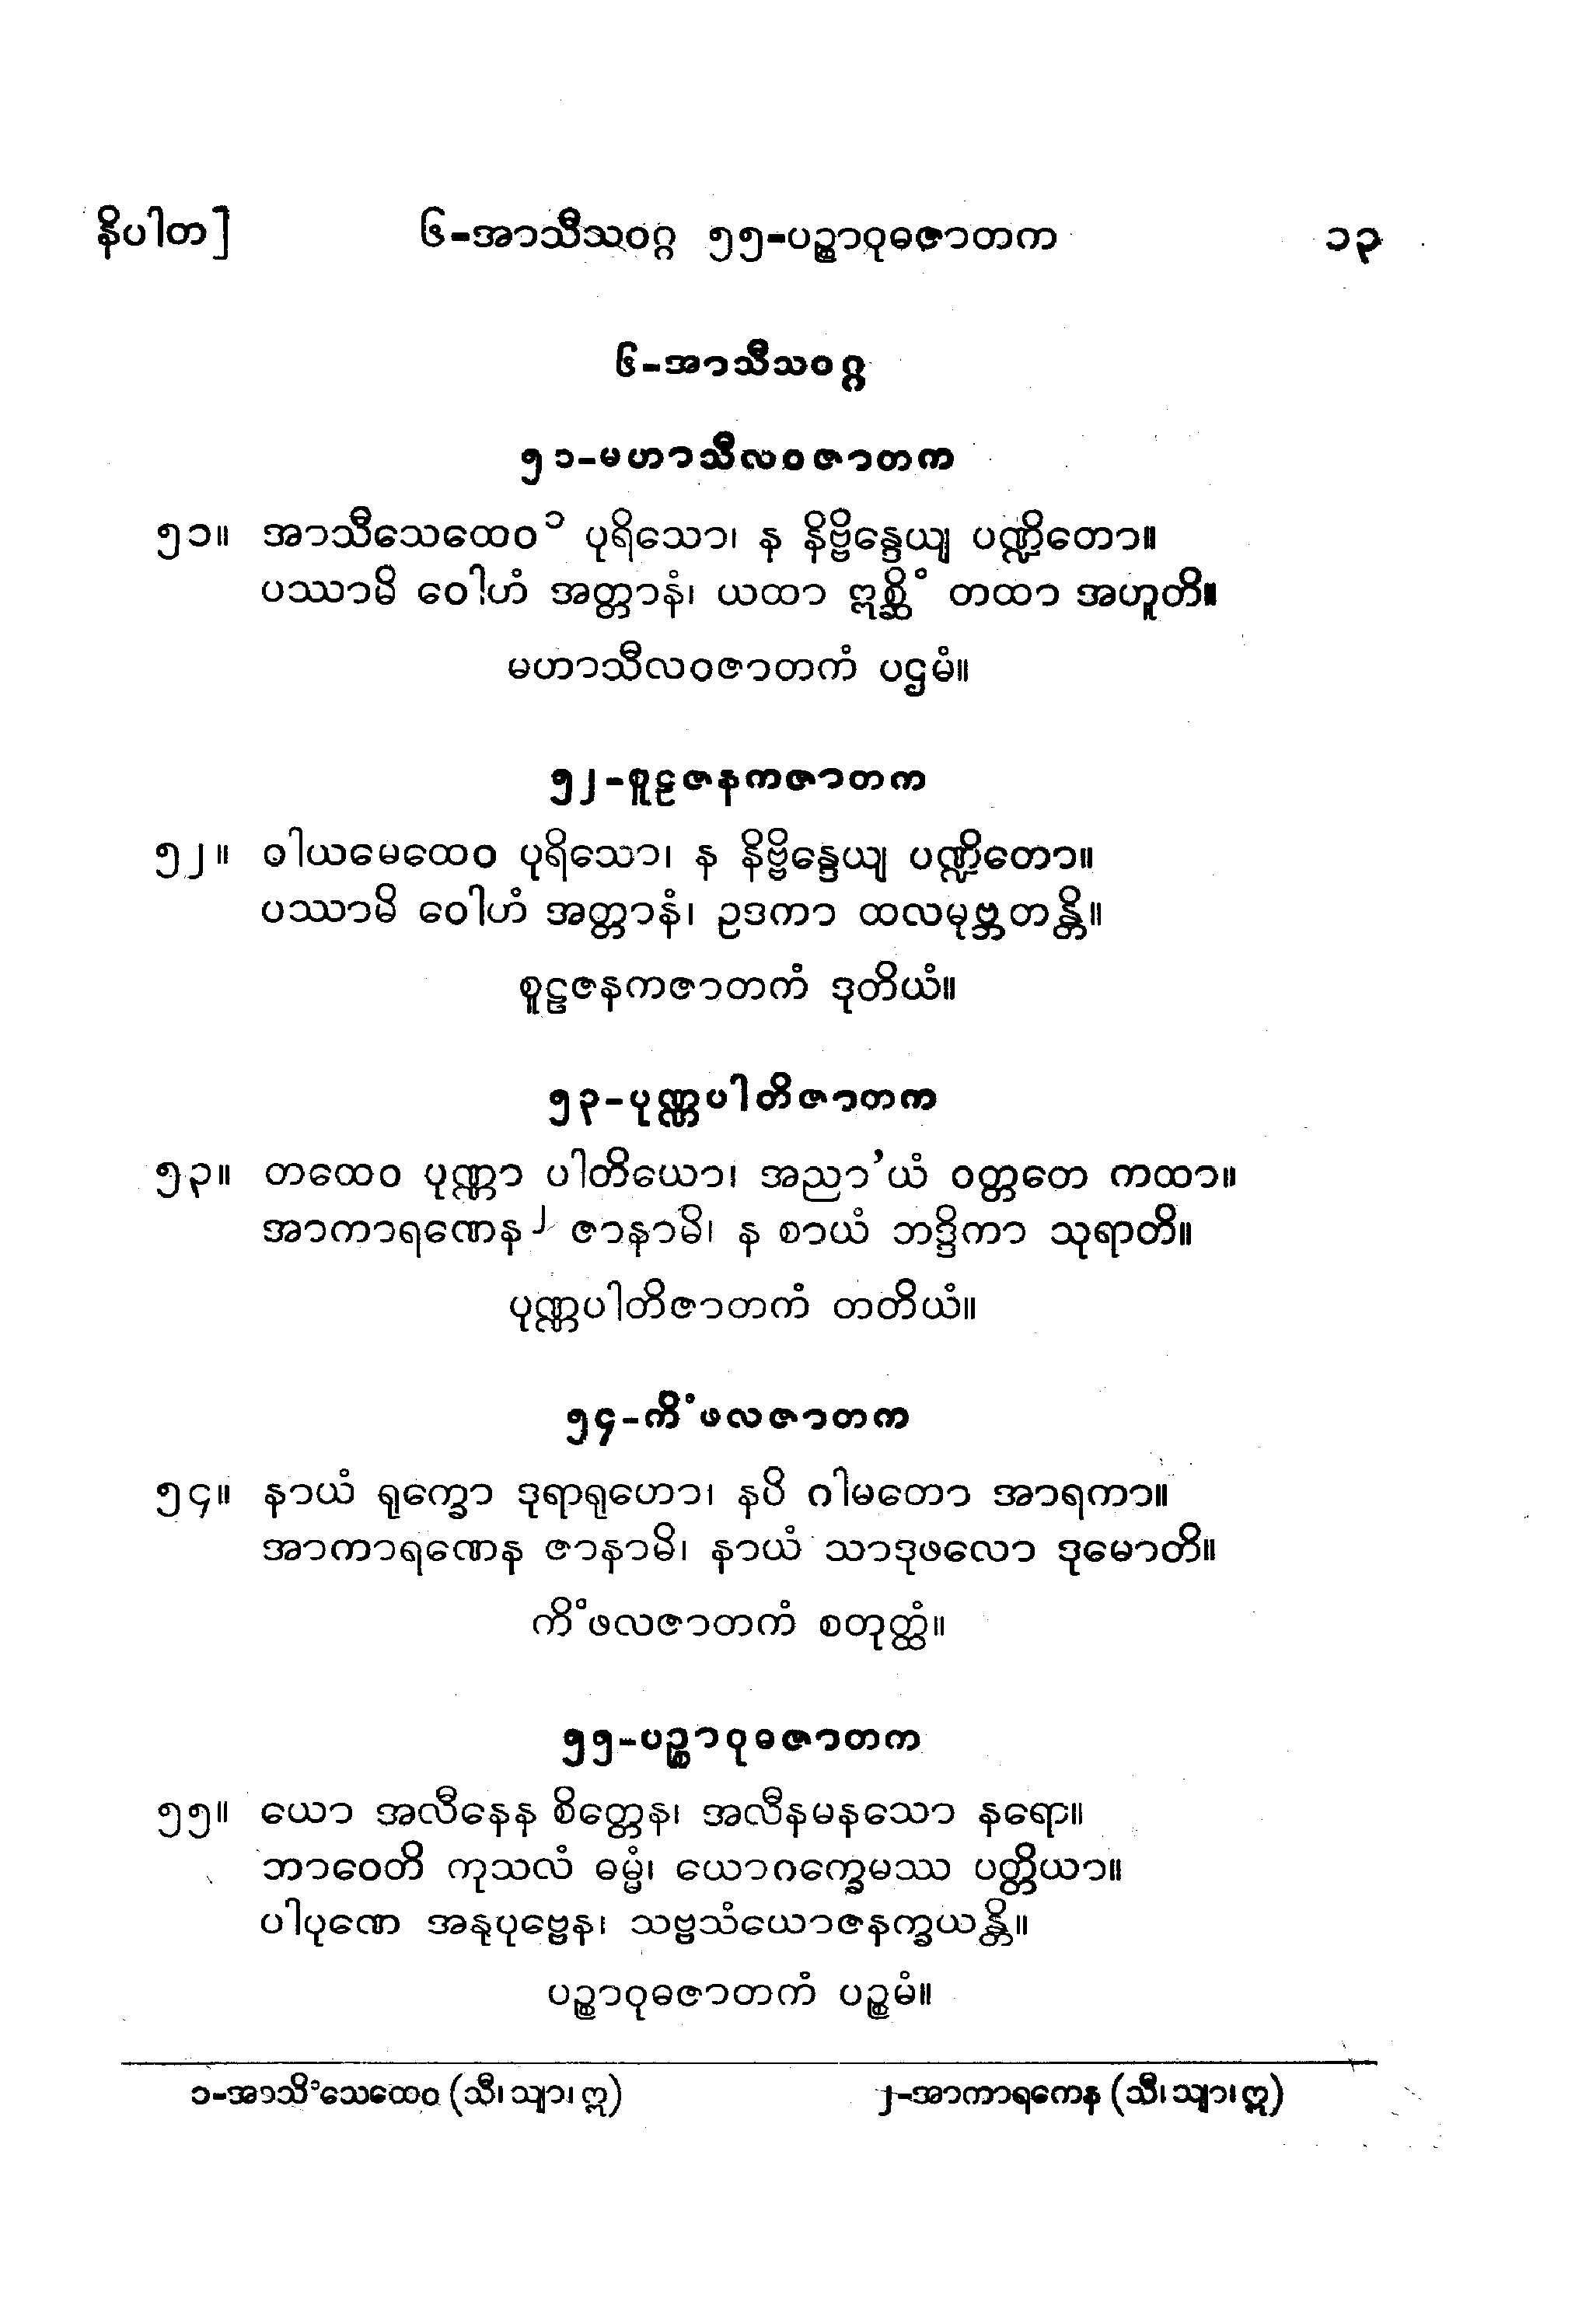 နိပါတ] ၆-အာသီသဝဂ္ဂ ၅၅-ပဉ္စာဝုဓဇာတက ၁၃
၆-အာသီသဝဂ္ဂ
၅၁-မဟာသီလဝဇာတက
၅၁။ အာသီသေထေဝ ၁ ပုရိသော၊ န နိဗ္ဗိန္ဒေယျ ပဏ္ဍိတော။
ပဿာမိ ဝေါဟံ အတ္တာနံ၊ ယထာ ဣစ္ဆိံ တထာ အဟူတိ။
မဟာသီလဝဇာတကံ ပဌမံ။
၅၂-စူဠဇနကဇာတက
၅၂။ ဝါယမေထေဝ ပုရိသော၊ န နိဗ္ဗိန္ဒေယျ ပဏ္ဍိတော။
ပဿာမိ ဝေါဟံ အတ္တာနံ၊ ဥဒကာ ထလမုဗ္ဘတန္တိ။
စူဠဇနကဇာတကံ ဒုတိယံ။
၅၃-ပုဏ္ဏပါတိဇာတက
၅၃။ တထေဝ ပုဏ္ဏာ ပါတိယော၊ အညာ’ယံ ဝတ္တတေ ကထာ။
အာကာရဏေန ၂ ဇာနာမိ၊ န စာယံ ဘဒ္ဒိကာ သုရာတိ။
ပုဏ္ဏပါတိဇာတကံ တတိယံ။
၅၄-ကိံဖလဇာတက
၅၄။ နာယံ ရုက္ခော ဒုရာရုဟော၊ နပိ ဂါမတော အာရကာ။
အာကာရဏေန ဇာနာမိ၊ နာယံ သာဒုဖလော ဒုမောတိ။
ကိံဖလဇာတကံ စတုတ္ထံ။
၅၅-ပဉ္စာဝုဓဇာတက
၅၅။ ယော အလီနေန စိတ္တေန၊ အလီနမနသော နရော။
ဘာဝေတိ ကုသလံ ဓမ္မံ၊ ယောဂက္ခေမဿ ပတ္တိယာ။
ပါပုဏေ အနုပုဗ္ဗေန၊ သဗ္ဗသံယောဇနက္ခယန္တိ။
ပဉ္စာဝုဓဇာတကံ ပဉ္စမံ။
၁-အာသိံသေထေဝ (သီ၊ သျာ၊ ဣ) ၂-အာကာရကေန (သီ၊ သျာ၊ ဣ)